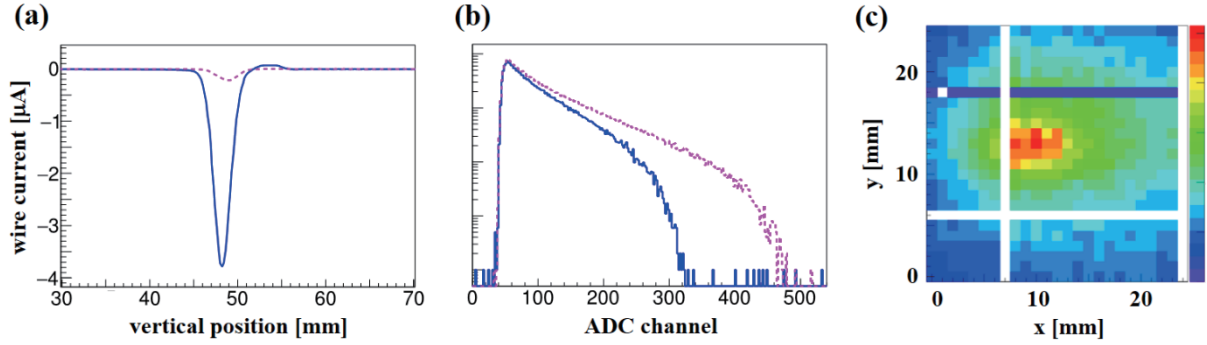 (a)
wire current [μA]
0
−1
−2
−3
−4
30 40 50 60 70
vertical position [mm]
(b)
0 100 200 300 400 500
ADC channel
(c)
y [mm]
20
10
0
0 10 20
x [mm]